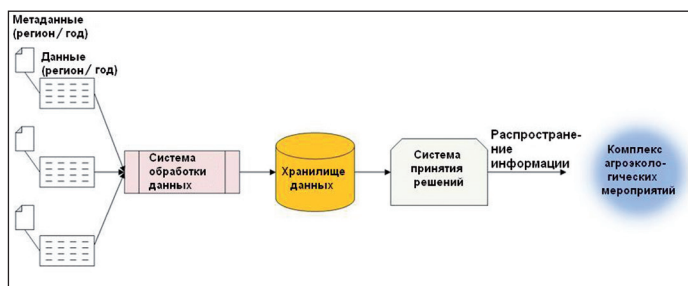 Метаданные
(регион/ год)
Данные
(регион/ год)
Система
обработки
данных
Хранилище
данных
Система
принятия
решений
Распростране-
ние
информации
Комплекс
агроэколо-
гических
мероприятий